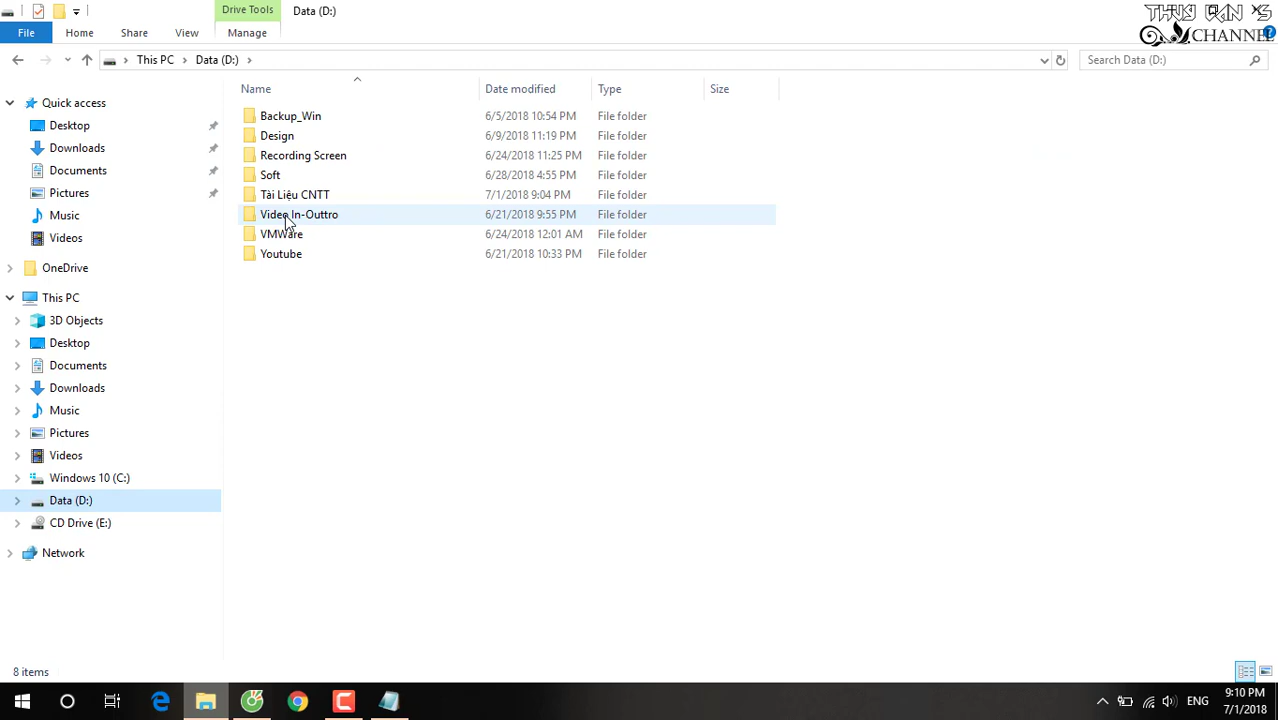 Drive Tools
Data (D:)
File
Home
Share
View
Manage
This PC
Data (D:)
Search Data (D:)
Name
Date modified
Type
Size
Quick access
Desktop
Downloads
Documents
Pictures
Music
Videos
OneDrive
This PC
3D Objects
Desktop
Documents
Downloads
Music
Pictures
Videos
Windows 10 (C:)
Data (D:)
CD Drive (E:)
Network
Backup_Win 6/5/2018 10:54 PM File folder
Design 6/9/2018 11:19 PM File folder
Recording Screen 6/24/2018 11:25 PM File folder
Soft 6/28/2018 4:55 PM File folder
Tài Liệu CNTT 7/1/2018 9:04 PM File folder
Video In-Outtro 6/21/2018 9:55 PM File folder
VMWare 6/24/2018 12:01 AM File folder
Youtube 6/21/2018 10:33 PM File folder
8 items
ENG
9:10 PM
7/1/2018
CHANNEL